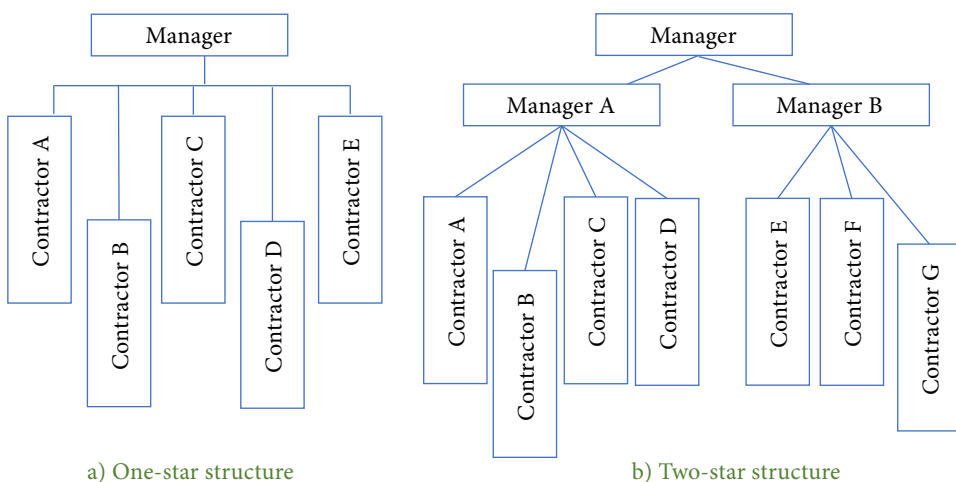 Manager
Contractor A
Contractor B
Contractor C
Contractor D
Contractor E
a) One-star structure
Manager
Manager A
Manager B
Contractor A
Contractor B
Contractor C
Contractor D
Contractor E
Contractor F
Contractor G
b) Two-star structure